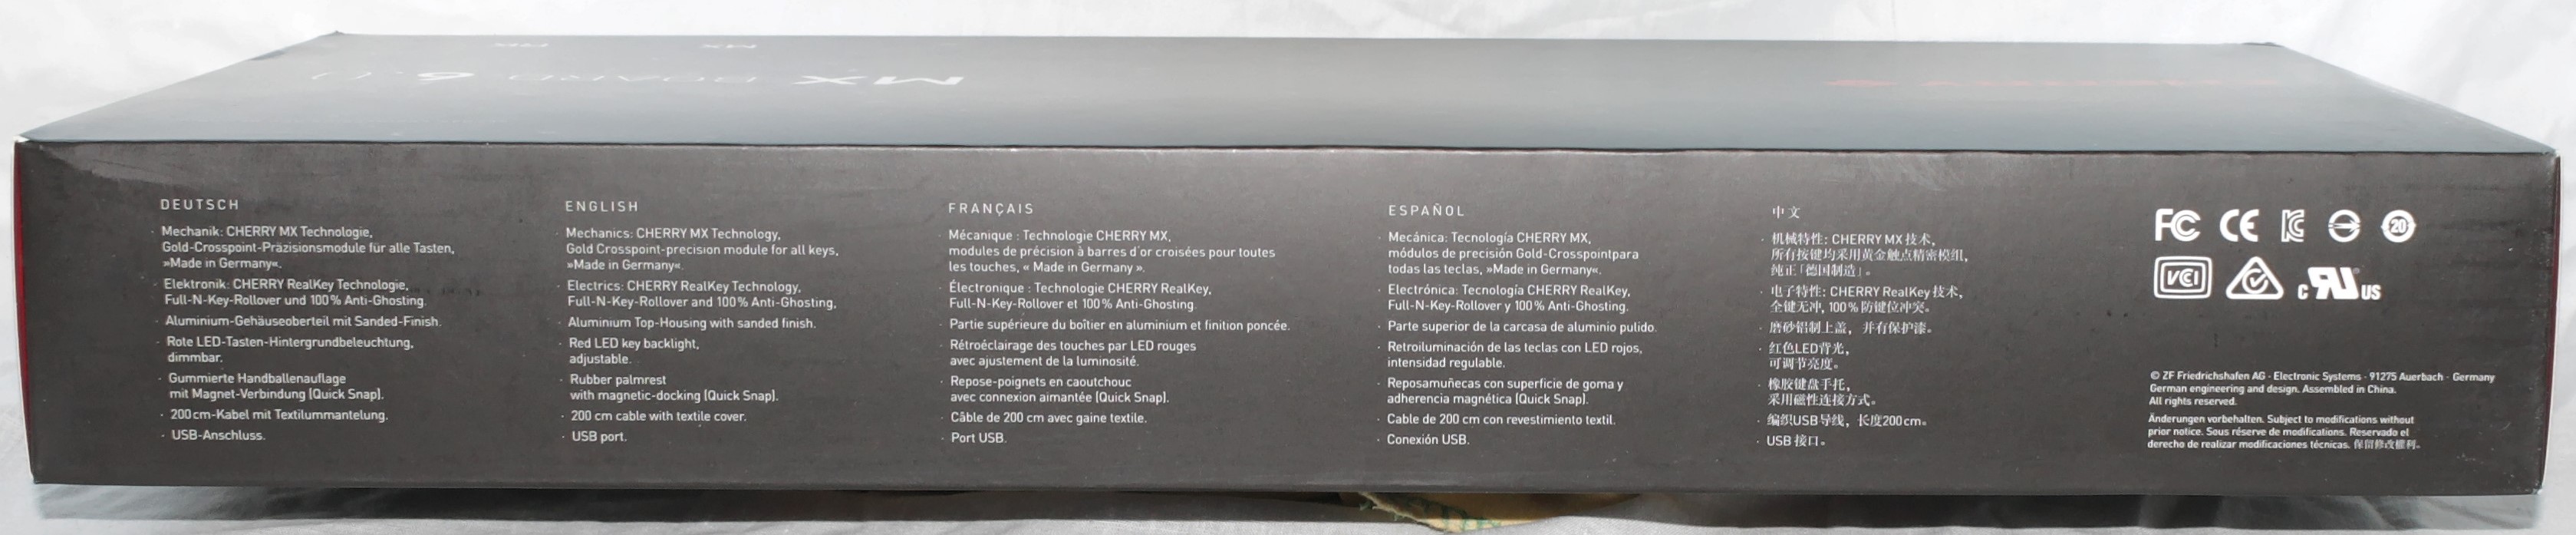 MX BOARD 6.0
DEUTSCH
· Mechanik: CHERRY MX Technologie,
Gold-Crosspoint-Präzisionsmodule für alle Tasten,
»Made in Germany«.
· Elektronik: CHERRY RealKey Technologie,
Full-N-Key-Rollover und 100% Anti-Ghosting.
· Aluminium-Gehäuseoberteil mit Sanded-Finish.
· Rote LED-Tasten-Hintergrundbeleuchtung,
dimmbar.
· Gummierte Handballenauflage
mit Magnet-Verbindung (Quick Snap).
· 200cm-Kabel mit Textilummantelung.
· USB-Anschluss.
ENGLISH
· Mechanics: CHERRY MX Technology,
Gold Crosspoint-precision module for all keys,
»Made in Germany«.
· Electrics: CHERRY RealKey Technology,
Full-N-Key-Rollover and 100% Anti-Ghosting,
· Aluminium Top-Housing with sanded finish.
· Red LED key backlight,
adjustable.
· Rubber palmrest
with magnetic-docking (Quick Snap).
· 200 cm cable with textile cover.
· USB port.
FRANÇAIS
· Mécanique : Technologie CHERRY MX,
modules de précision à barres d'or croisées pour toutes
les touches, « Made in Germany ».
· Électronique : Technologie CHERRY RealKey,
Full-N-Key-Rollover et 100% Anti-Ghosting.
· Partie supérieure du boîtier en aluminium et finition poncée.
· Rétroéclairage des touches par LED rouges
avec ajustement de la luminosité.
· Repose-poignets en caoutchouc
avec connexion aimantée (Quick Snap).
· Câble de 200 cm avec gaine textile.
· Port USB.
ESPAÑOL
· Mecánica: Tecnología CHERRY MX,
módulos de precisión Gold-Crosspointpara
todas las teclas, »Made in Germany«.
· Electrónica: Tecnología CHERRY RealKey,
Full-N-Key-Rollover y 100% Anti-Ghosting.
· Parte superior de la carcasa de aluminio pulido.
· Retroiluminación de las teclas con LED rojos,
intensidad regulable.
· Reposamuñecas con superficie de goma y
adherencia magnética (Quick Snap).
· Cable de 200 cm con revestimiento textil.
· Conexión USB.
中文
· 机械特性: CHERRY MX 技术，
所有按键均采用黄金触点精密模组，
纯正「德国制造」。
· 电子特性: CHERRY RealKey 技术，
全键无冲, 100% 防键位冲突。
· 磨砂铝制上盖，并有保护漆。
· 红色LED背光，
可调节亮度。
· 橡胶键盘手托，
采用磁性连接方式。
· 编织USB导线，长度200cm。
· USB 接口。
FC CE 20
VCI c RU US
© ZF Friedrichshafen AG · Electronic Systems · 91275 Auerbach · Germany
German engineering and design. Assembled in China.
All rights reserved.
Änderungen vorbehalten. Subject to modifications without
prior notice. Sous réserve de modifications. Reservado el
derecho de realizar modificaciones técnicas. 保留修改權利。